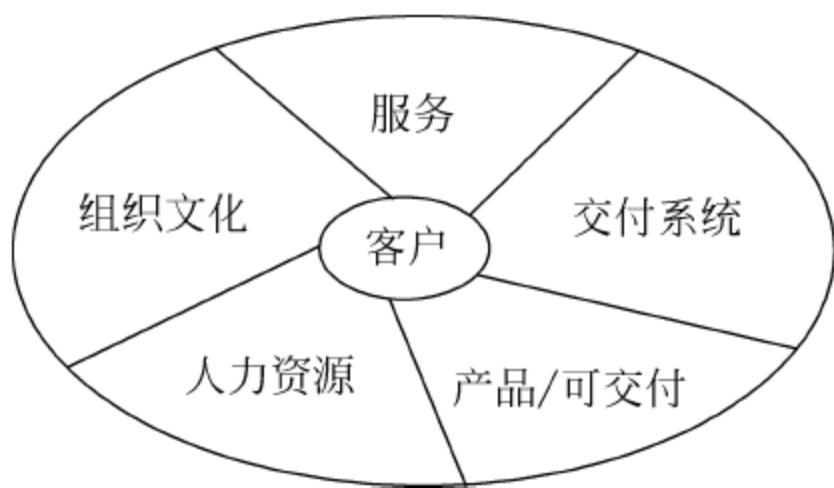 服务
组织文化
交付系统
客户
人力资源
产品/可交付